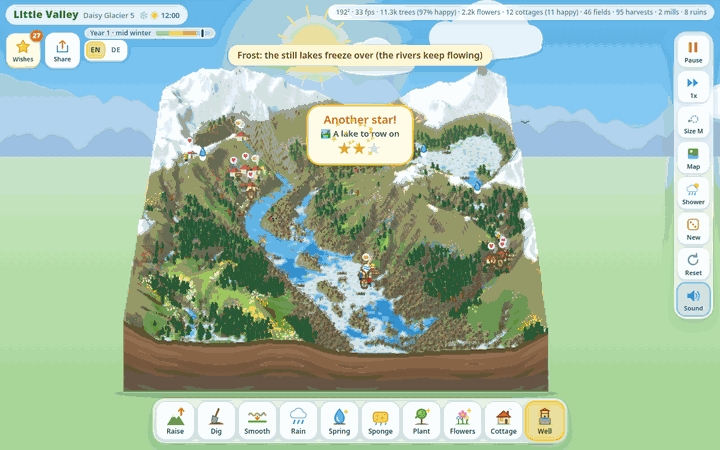 Little Valley Daisy Glacier 5 12:00
192² · 33 fps · 11.3k trees (97% happy) · 2.2k flowers · 12 cottages (11 happy) · 46 fields · 95 harvests · 2 mills · 8 ruins
Year 1 · mid winter
27
Wishes
Share
EN DE
Frost: the still lakes freeze over (the rivers keep flowing)
Another star!
A lake to row on
Pause
1x
Size M
Map
Shower
New
Reset
Sound
Raise
Dig
Smooth
Rain
Spring
Sponge
Plant
Flowers
Cottage
Well